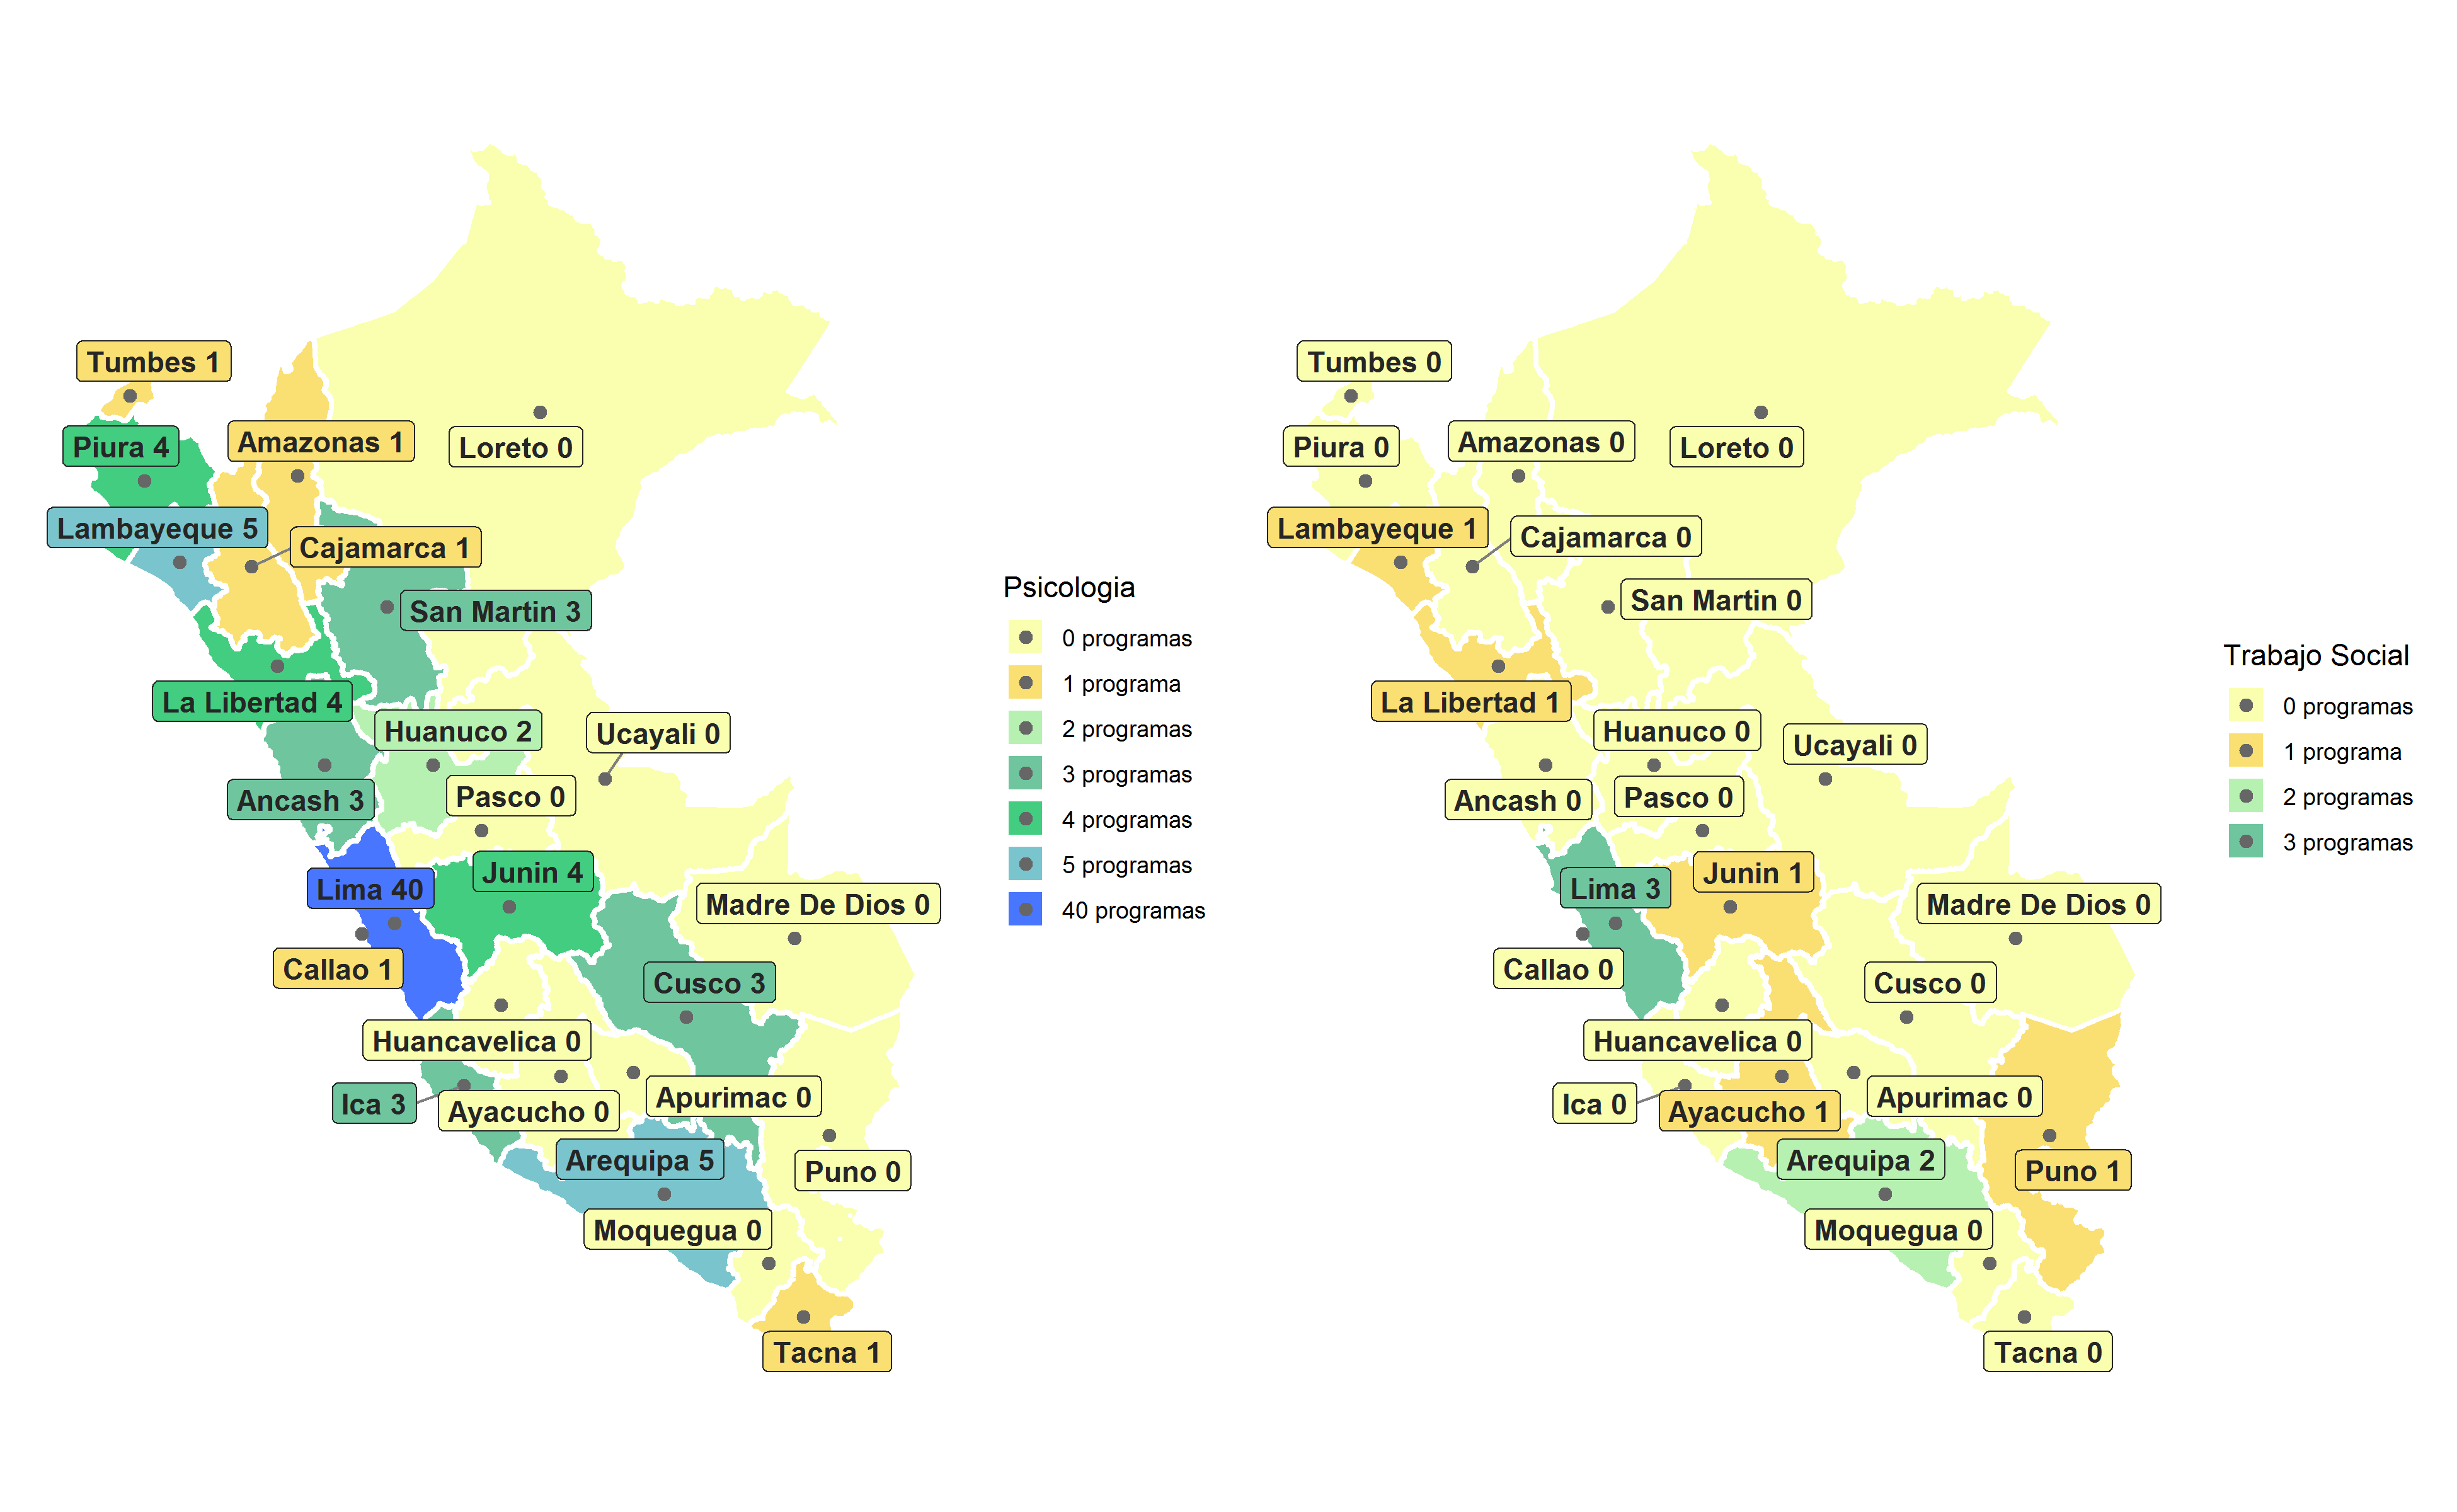 Tumbes 1
Piura 4
Amazonas 1
Loreto 0
Lambayeque 5
Cajamarca 1
San Martin 3
La Libertad 4
Huanuco 2
Ucayali 0
Ancash 3
Pasco 0
Junin 4
Lima 40
Madre De Dios 0
Callao 1
Cusco 3
Huancavelica 0
Ica 3
Ayacucho 0
Apurimac 0
Arequipa 5
Puno 0
Moquegua 0
Tacna 1
Psicologia
0 programas
1 programa
2 programas
3 programas
4 programas
5 programas
40 programas
Tumbes 0
Piura 0
Amazonas 0
Loreto 0
Lambayeque 1
Cajamarca 0
San Martin 0
La Libertad 1
Huanuco 0
Ucayali 0
Ancash 0
Pasco 0
Junin 1
Lima 3
Madre De Dios 0
Callao 0
Cusco 0
Huancavelica 0
Ica 0
Ayacucho 1
Apurimac 0
Arequipa 2
Puno 1
Moquegua 0
Tacna 0
Trabajo Social
0 programas
1 programa
2 programas
3 programas